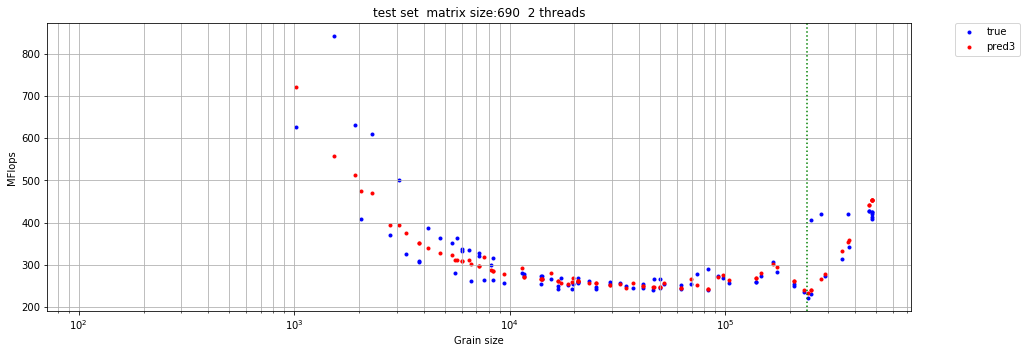 test set  matrix size:690  2 threads
true
pred3
800
700
600
500
400
300
200
MFlops
10²
10³
10⁴
10⁵
Grain size